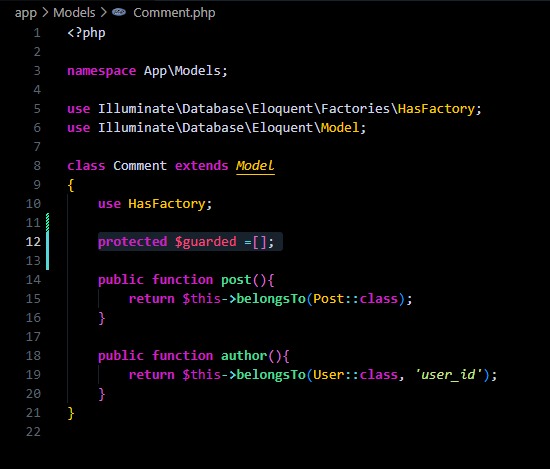 app > Models > Comment.php
1 <?php
2
3 namespace App\Models;
4
5 use Illuminate\Database\Eloquent\Factories\HasFactory;
6 use Illuminate\Database\Eloquent\Model;
7
8 class Comment extends Model
9 {
10     use HasFactory;
11
12     protected $guarded =[];
13
14     public function post(){
15         return $this->belongsTo(Post::class);
16     }
17
18     public function author(){
19         return $this->belongsTo(User::class, 'user_id');
20     }
21 }
22